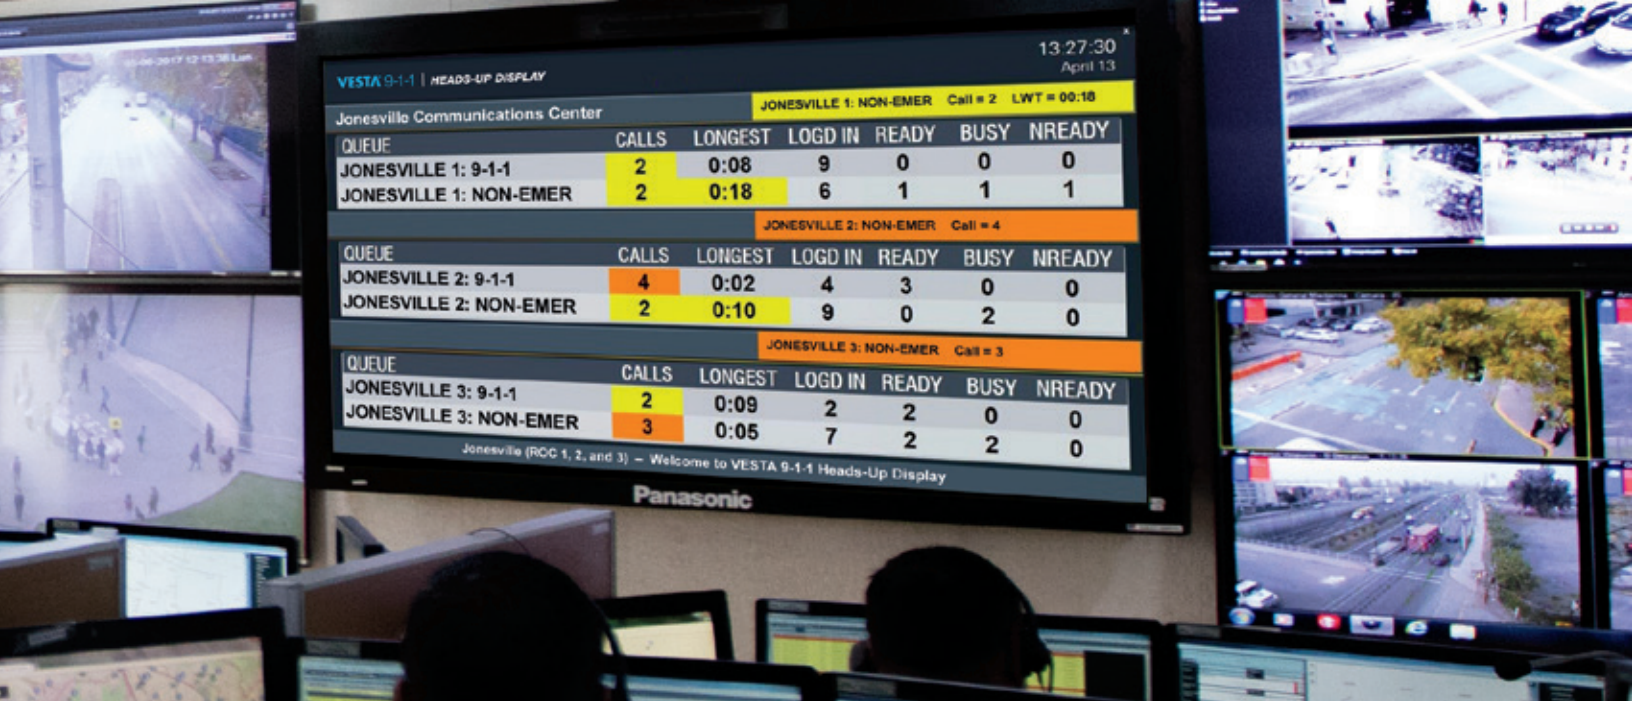 13:27:30
April 13
VESTA 9-1-1 | HEADS-UP DISPLAY
Jonesville Communications Center
JONESVILLE 1: NON-EMER Call = 2 LWT = 00:18
QUEUE CALLS LONGEST LOGD IN READY BUSY NREADY
JONESVILLE 1: 9-1-1 2 0:08 9 0 0 0
JONESVILLE 1: NON-EMER 2 0:18 6 1 1 1
JONESVILLE 2: NON-EMER Call = 4
QUEUE CALLS LONGEST LOGD IN READY BUSY NREADY
JONESVILLE 2: 9-1-1 4 0:02 4 3 0 0
JONESVILLE 2: NON-EMER 2 0:10 9 0 2 0
JONESVILLE 3: NON-EMER Call = 3
QUEUE CALLS LONGEST LOGD IN READY BUSY NREADY
JONESVILLE 3: 9-1-1 2 0:09 2 2 0 0
JONESVILLE 3: NON-EMER 3 0:05 7 2 2 0
Jonesville (ROC 1, 2, and 3) – Welcome to VESTA 9-1-1 Heads-Up Display
Panasonic